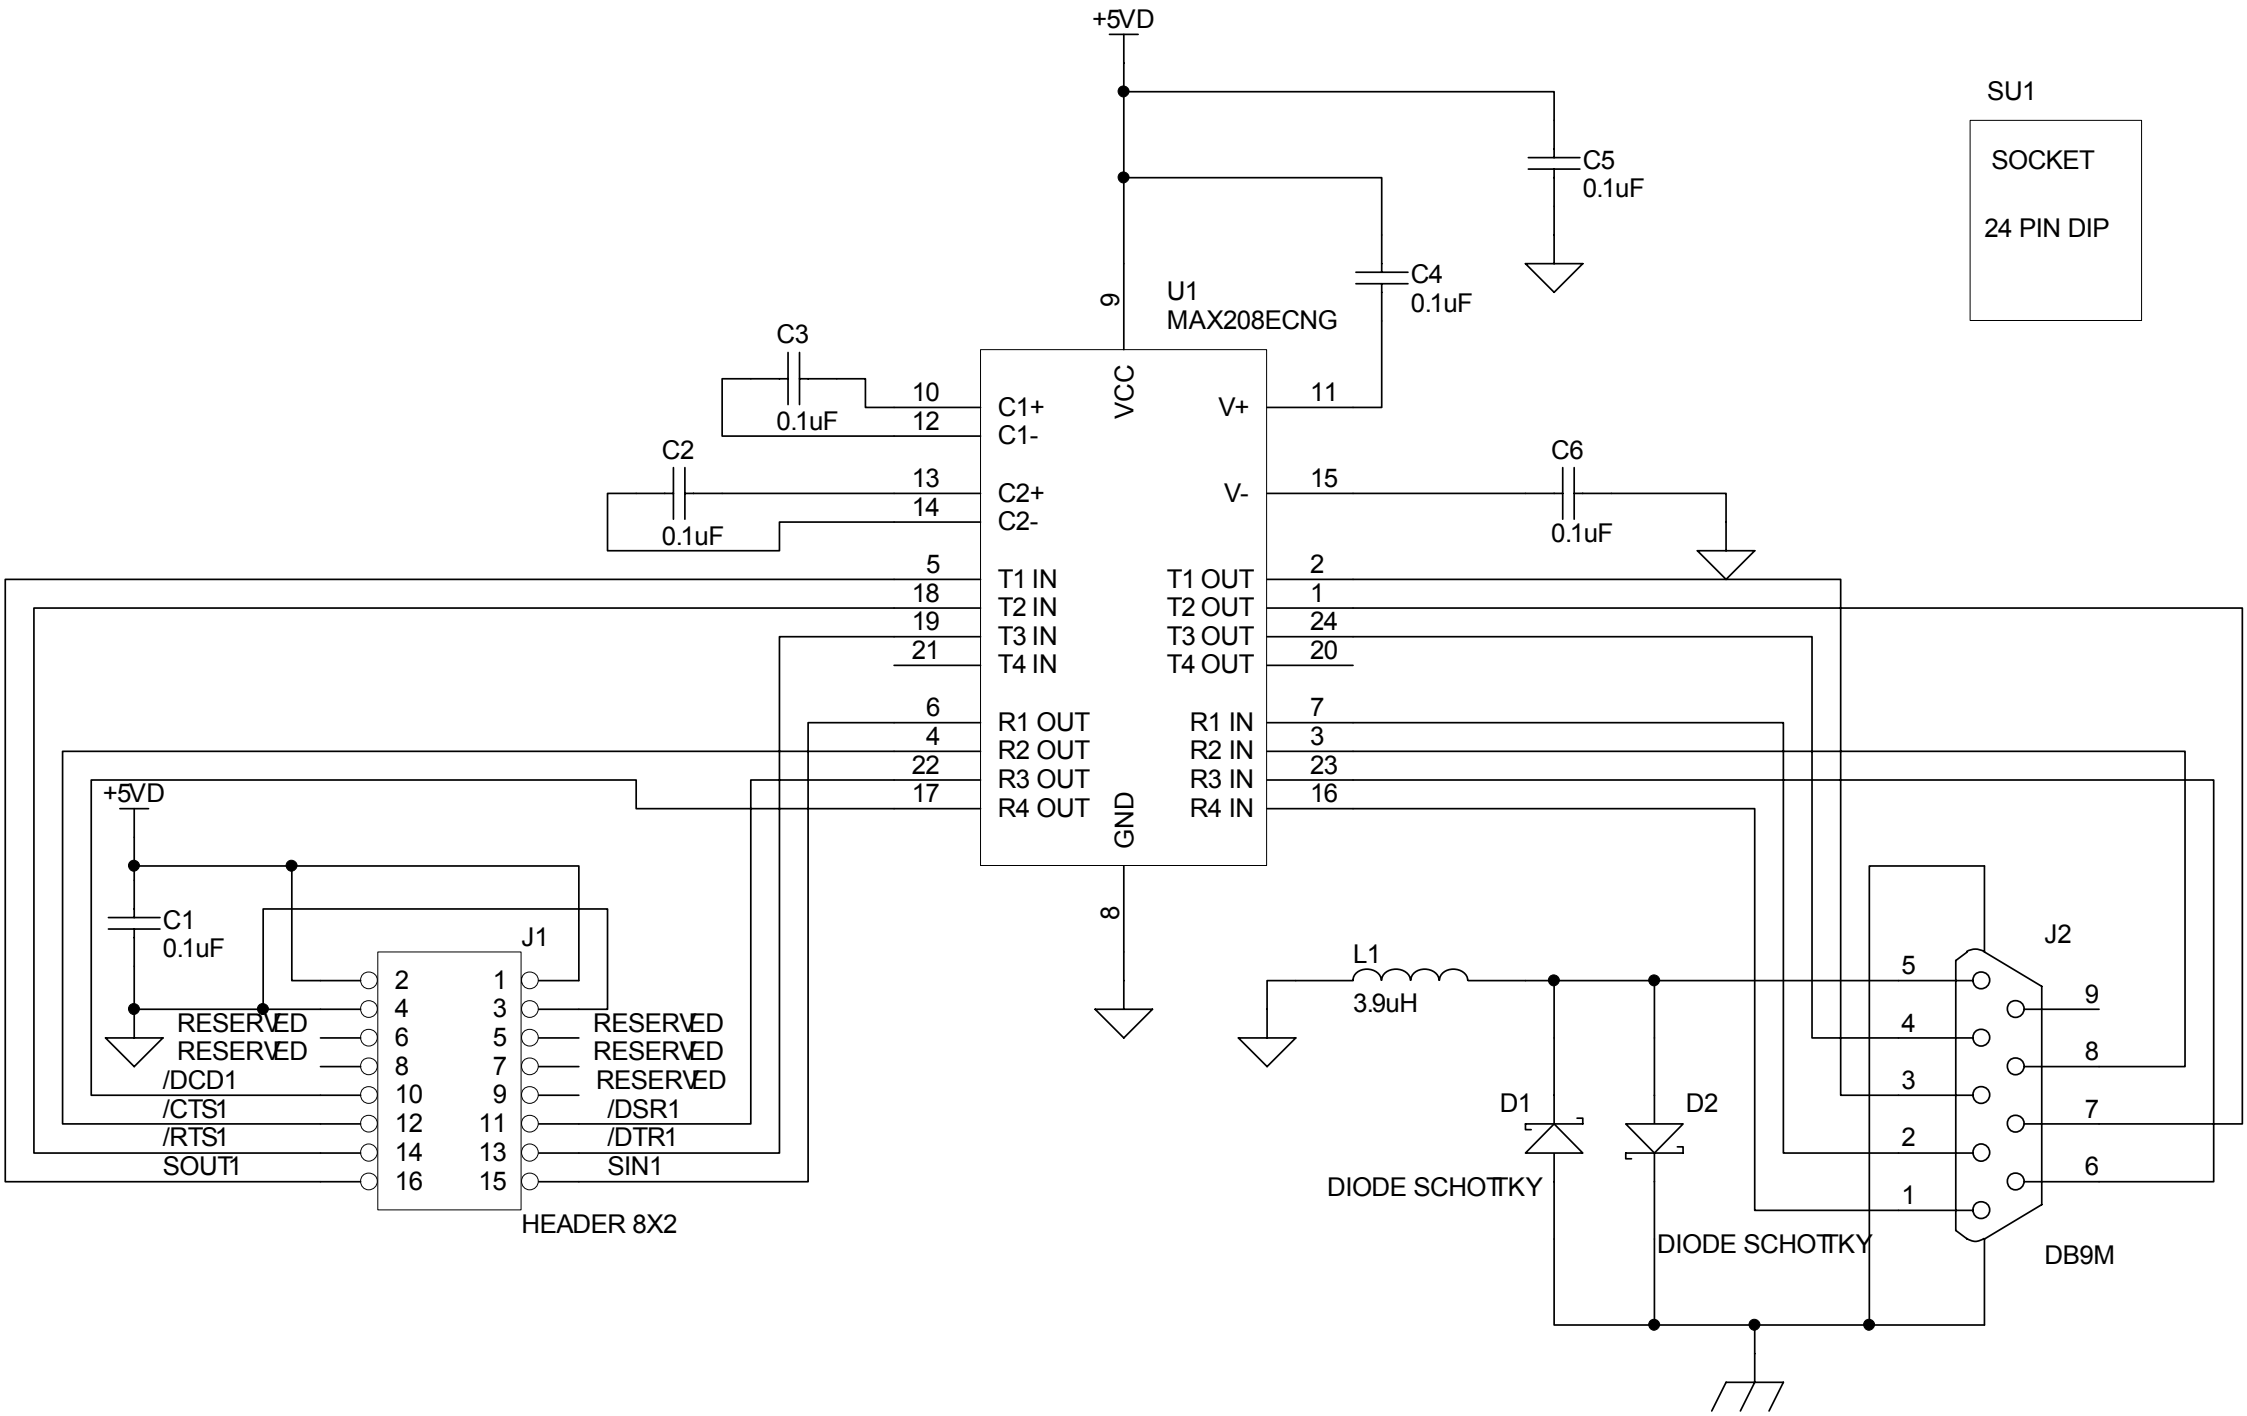 +5VD
SU1
SOCKET
24 PIN DIP
C5
0.1uF
C4
0.1uF
9
U1
MAX208ECNG
C3
0.1uF
C2
0.1uF
C6
0.1uF
VCC
10 C1+ V+ 11
12 C1-
13 C2+ V- 15
14 C2-
5 T1 IN T1 OUT 2
18 T2 IN T2 OUT 1
19 T3 IN T3 OUT 24
21 T4 IN T4 OUT 20
6 R1 OUT R1 IN 7
4 R2 OUT R2 IN 3
22 R3 OUT R3 IN 23
17 R4 OUT R4 IN 16
GND
8
+5VD
C1
0.1uF
J1
2 1
4 3
RESERVED 6 5 RESERVED
RESERVED 8 7 RESERVED
/DCD1 10 9 RESERVED
/CTS1 12 11 /DSR1
/RTS1 14 13 /DTR1
SOUT1 16 15 SIN1
HEADER 8X2
L1
3.9uH
D1
DIODE SCHOTTKY
D2
DIODE SCHOTTKY
J2
5
9
4
8
3
7
2
6
1
DB9M